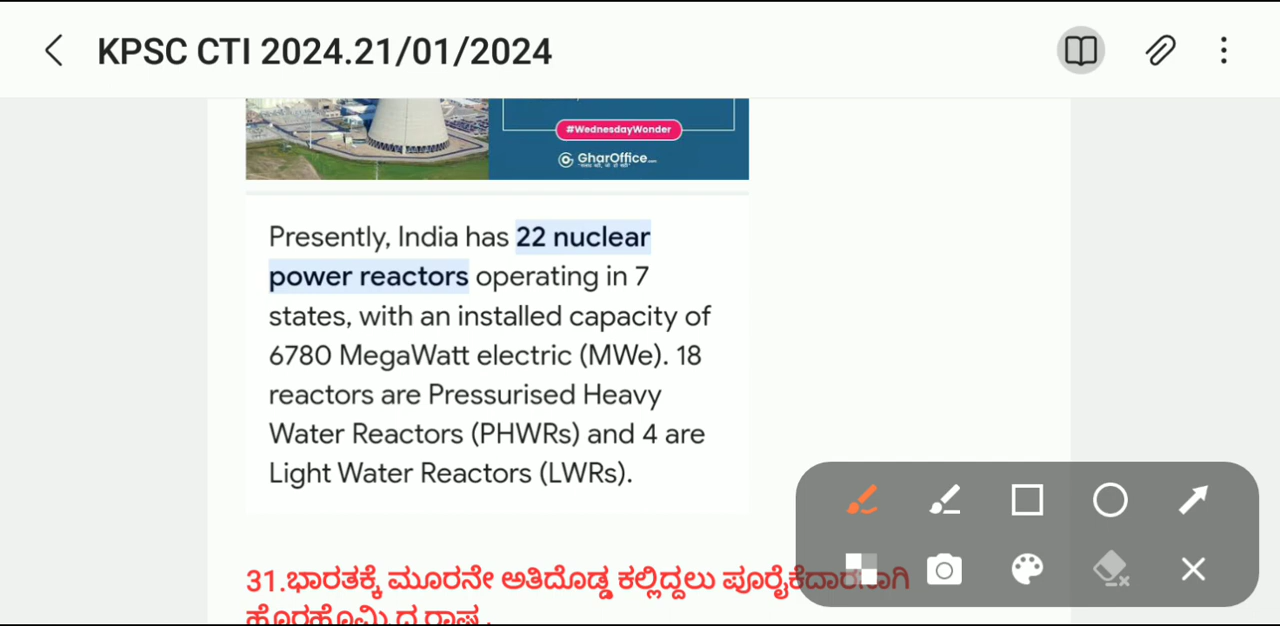 KPSC CTI 2024.21/01/2024
#WednesdayWonder
GharOffice
Presently, India has 22 nuclear
power reactors operating in 7
states, with an installed capacity of
6780 MegaWatt electric (MWe). 18
reactors are Pressurised Heavy
Water Reactors (PHWRs) and 4 are
Light Water Reactors (LWRs).
31.ಭಾರತಕ್ಕೆ ಮೂರನೇ ಅತಿದೊಡ್ಡ ಕಲ್ಲಿದ್ದಲು ಪೂರೈಕೆದಾರನಾಗಿ